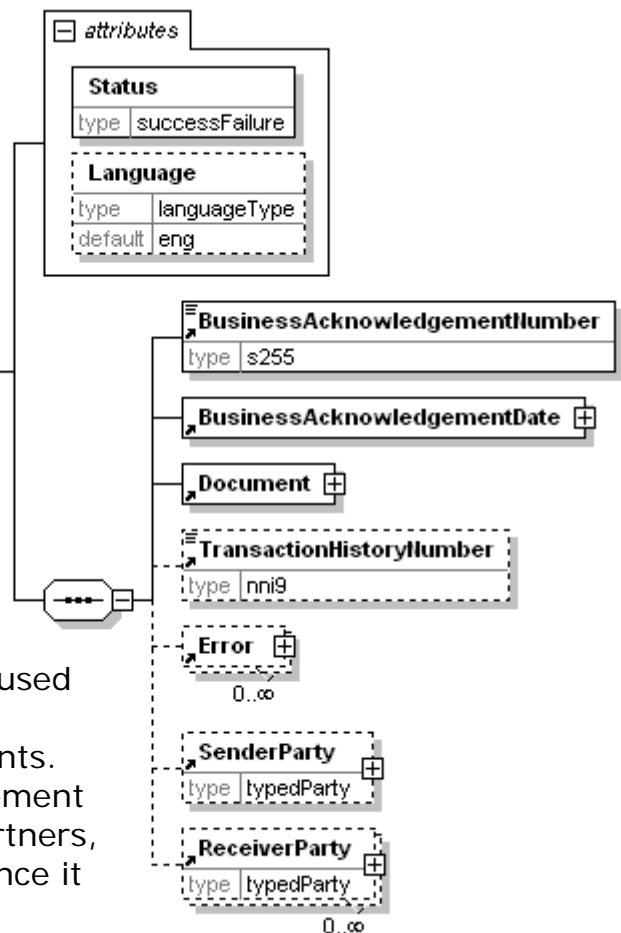 attributes
Status
type successFailure
Language
type languageType
default eng
BusinessAcknowledgementNumber
type s255
BusinessAcknowledgementDate
Document
TransactionHistoryNumber
type nni9
Error
0..∞
SenderParty
type typedParty
ReceiverParty
type typedParty
0..∞
used
nts.
ement
rtners,
nce it